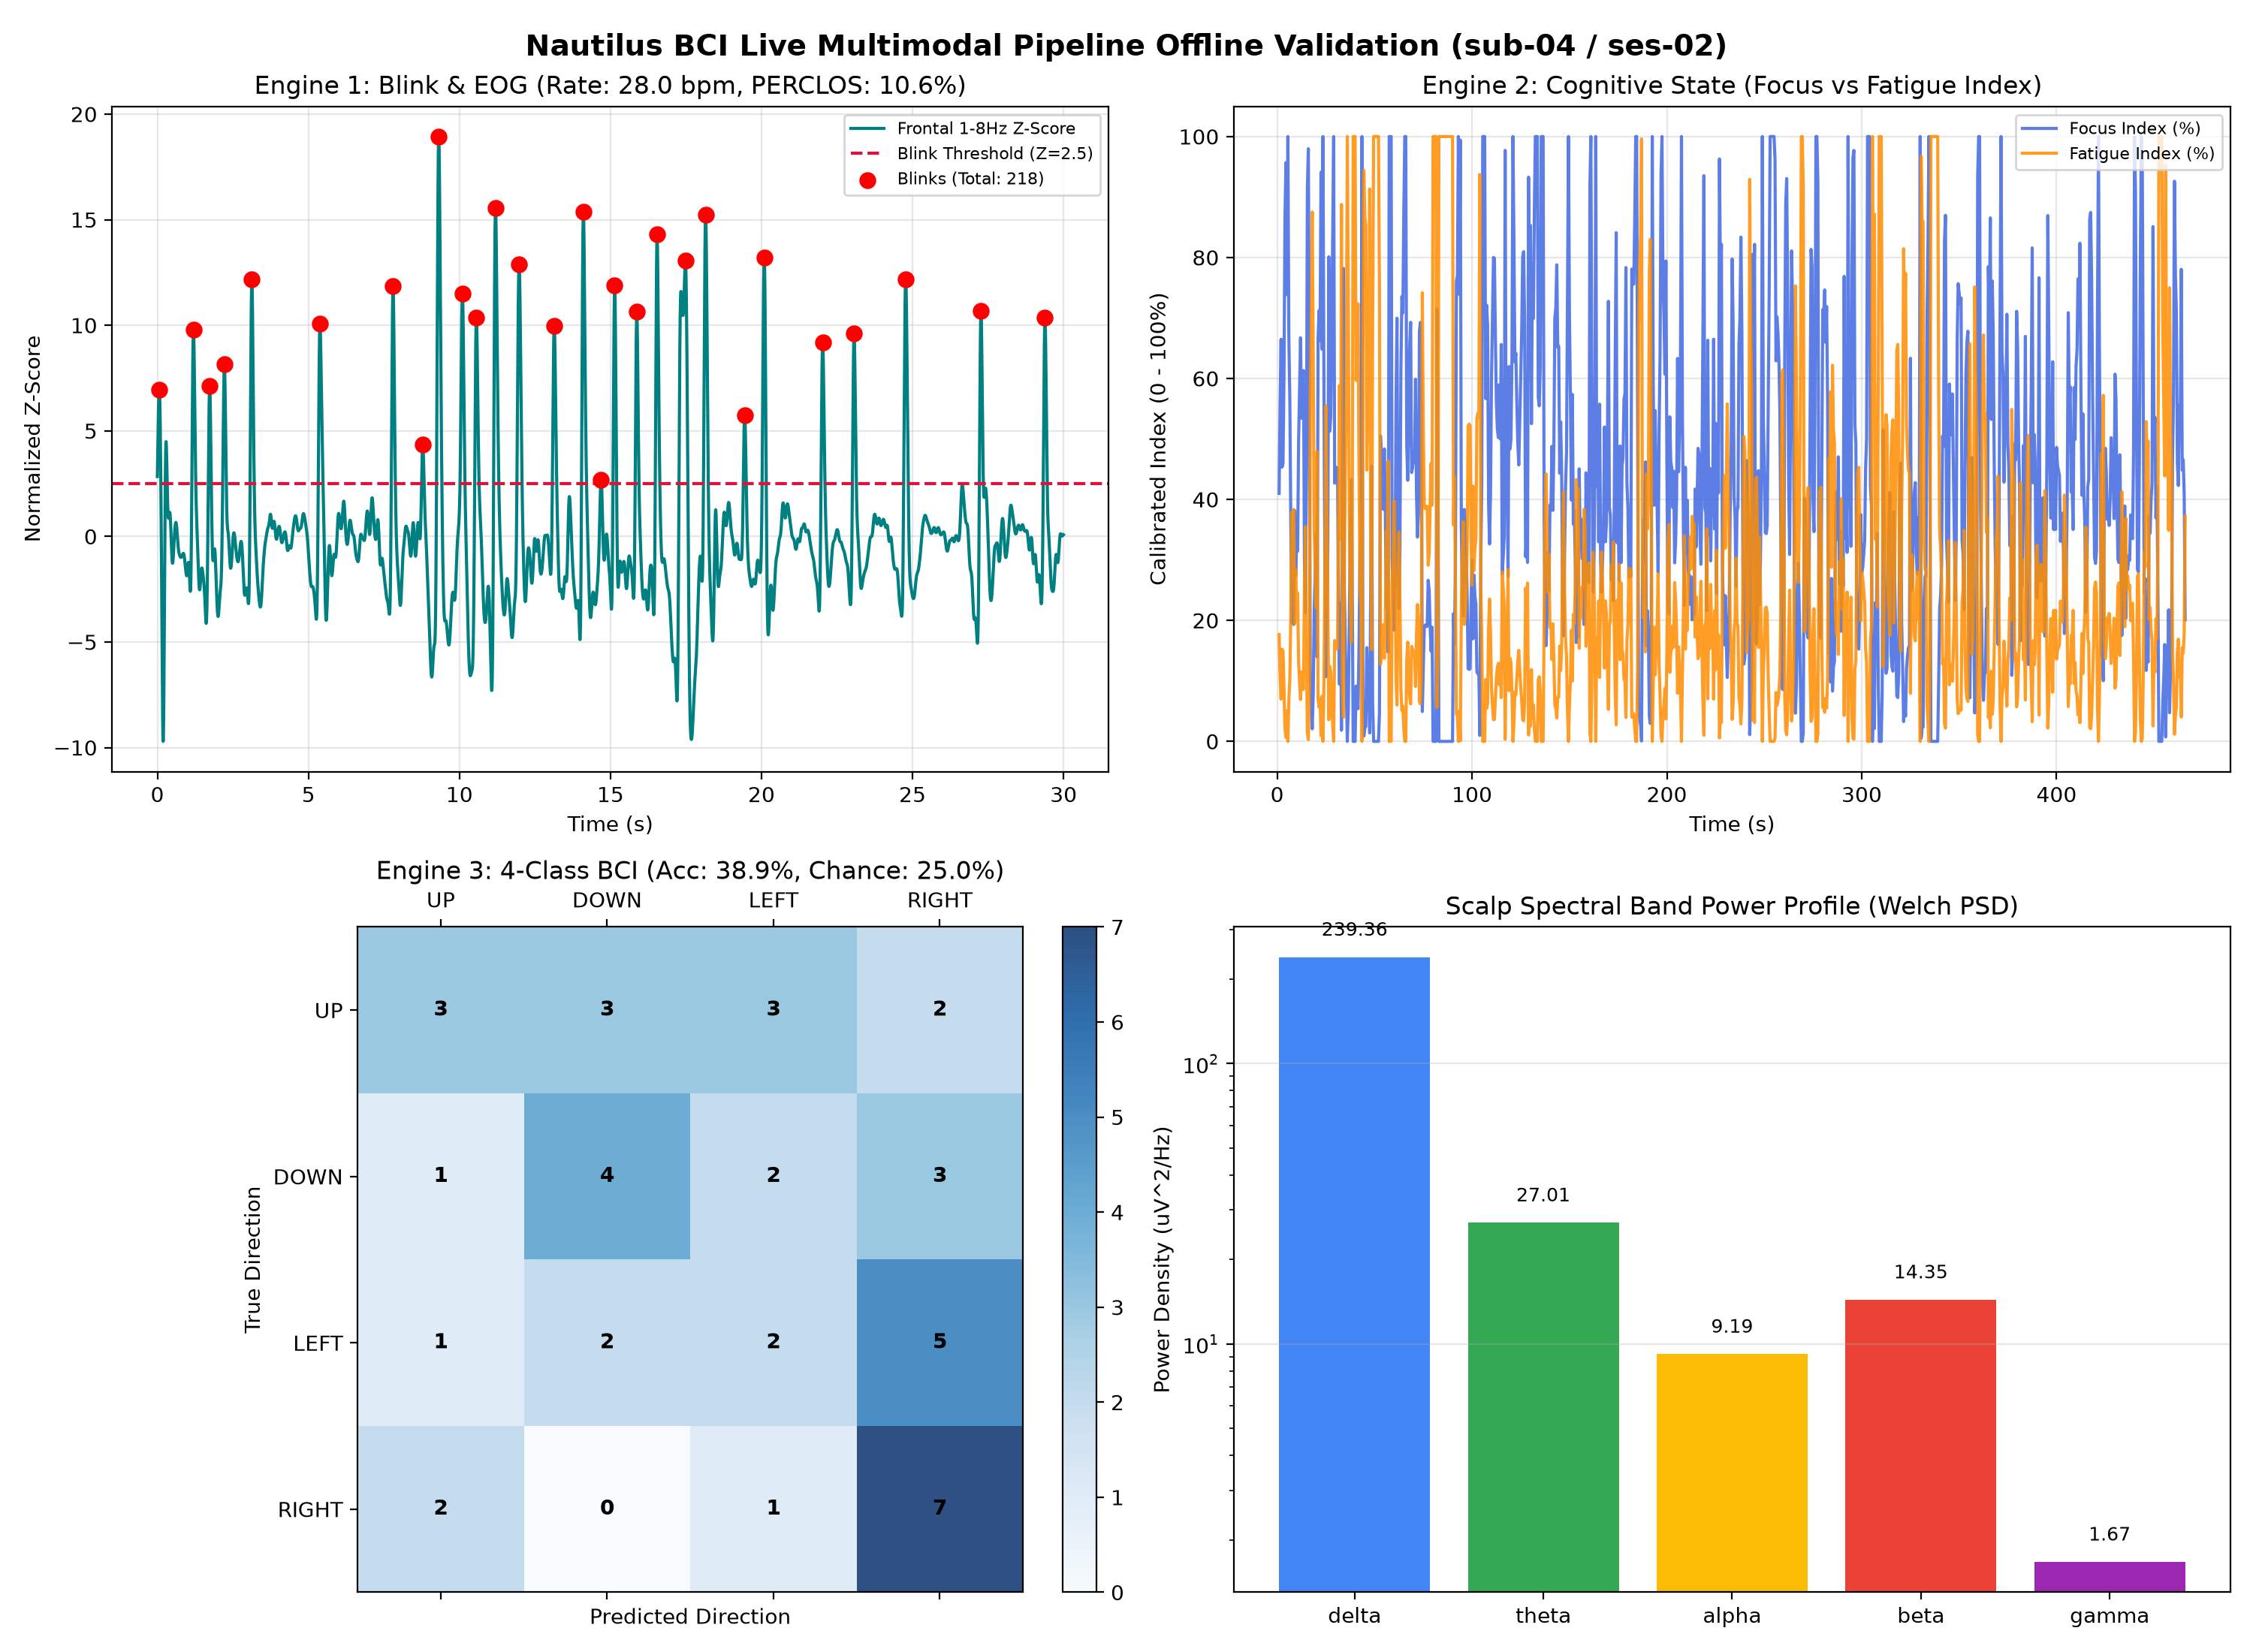 Nautilus BCI Live Multimodal Pipeline Offline Validation (sub-04 / ses-02)
Engine 1: Blink & EOG (Rate: 28.0 bpm, PERCLOS: 10.6%)
Frontal 1-8Hz Z-Score
Blink Threshold (Z=2.5)
Blinks (Total: 218)
Normalized Z-Score
20
15
10
5
0
−5
−10
0 5 10 15 20 25 30
Time (s)
Engine 2: Cognitive State (Focus vs Fatigue Index)
Focus Index (%)
Fatigue Index (%)
Calibrated Index (0 - 100%)
100
80
60
40
20
0
0 100 200 300 400
Time (s)
Engine 3: 4-Class BCI (Acc: 38.9%, Chance: 25.0%)
UP DOWN LEFT RIGHT
True Direction
UP 3 3 3 2
DOWN 1 4 2 3
LEFT 1 2 2 5
RIGHT 2 0 1 7
Predicted Direction
7
6
5
4
3
2
1
0
Scalp Spectral Band Power Profile (Welch PSD)
Power Density (uV^2/Hz)
10²
10¹
239.36
27.01
9.19
14.35
1.67
delta theta alpha beta gamma